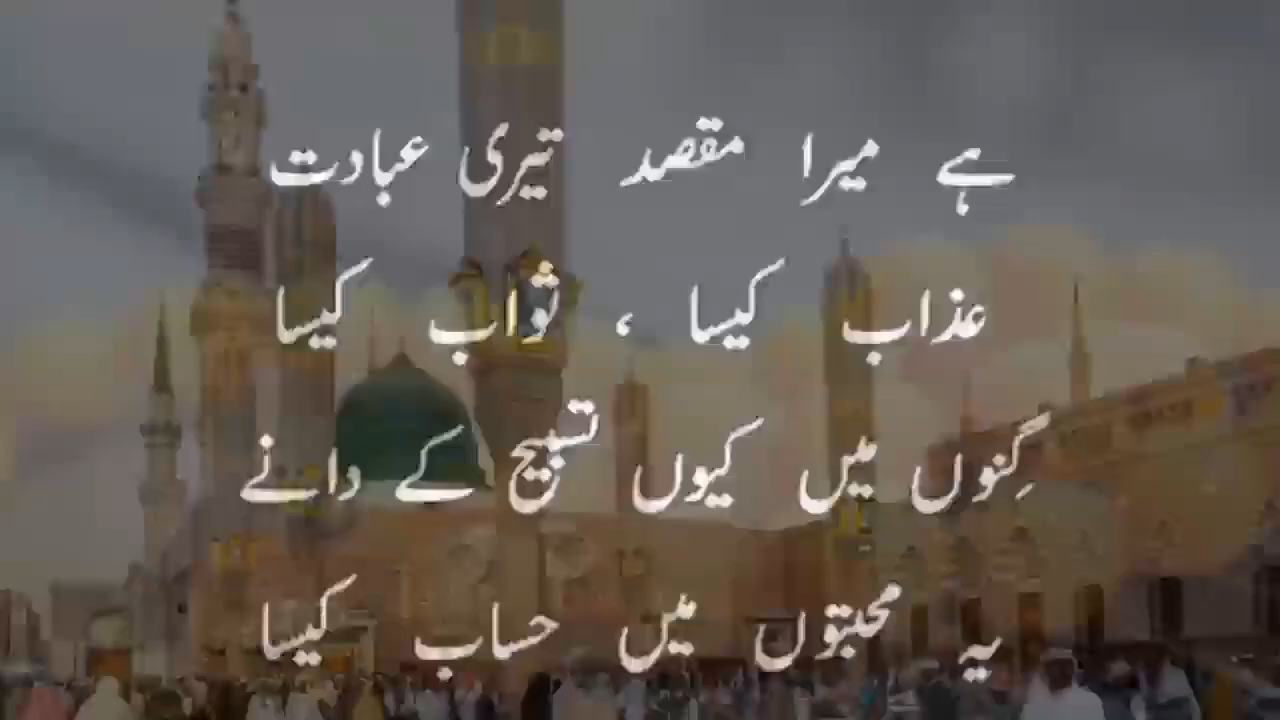 ہے میرا مقصد تیری عبادت
عذاب کیسا ، ثواب کیسا
گِنوں میں کیوں تسبیح کے دانے
یہ محبتوں میں حساب کیسا